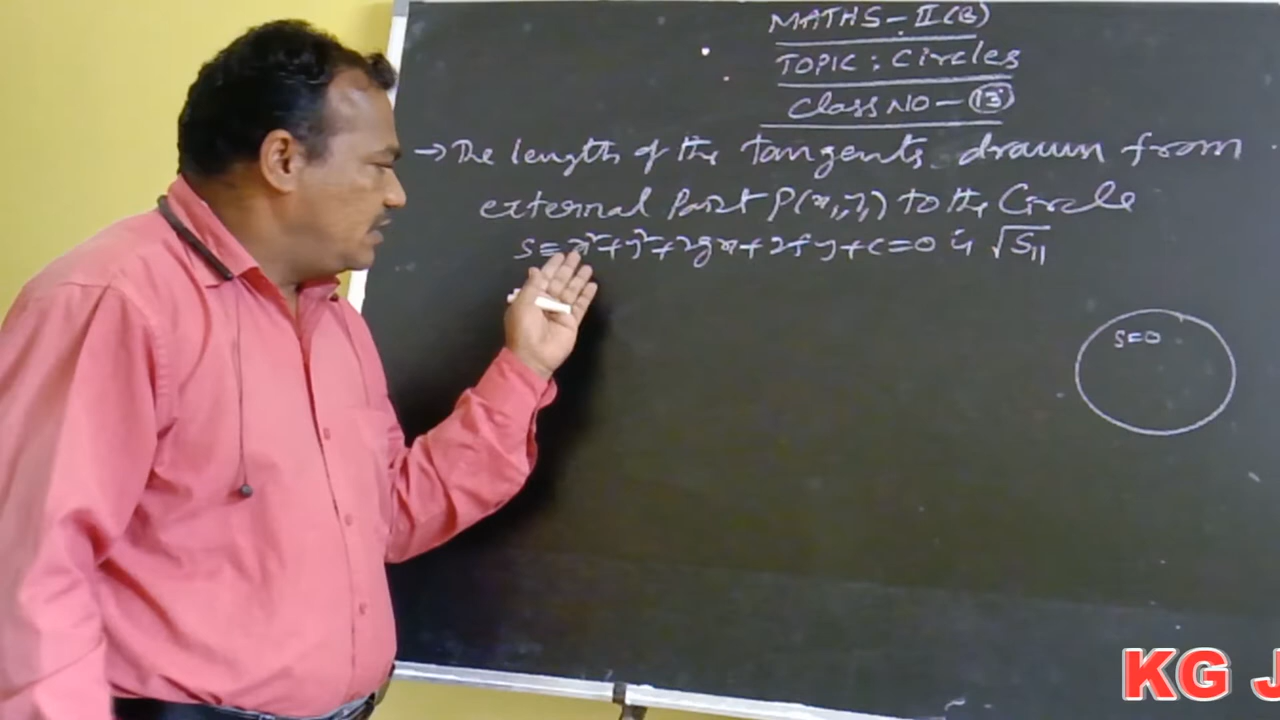 MATHS - II (B)
TOPIC : Circles
Class NO - 13
→ The length of the tangents drawn from
external Point P(x₁, y₁) to the Circle
S ≡ x² + y² + 2gx + 2fy + c = 0 is √S₁₁
S=0
KG J